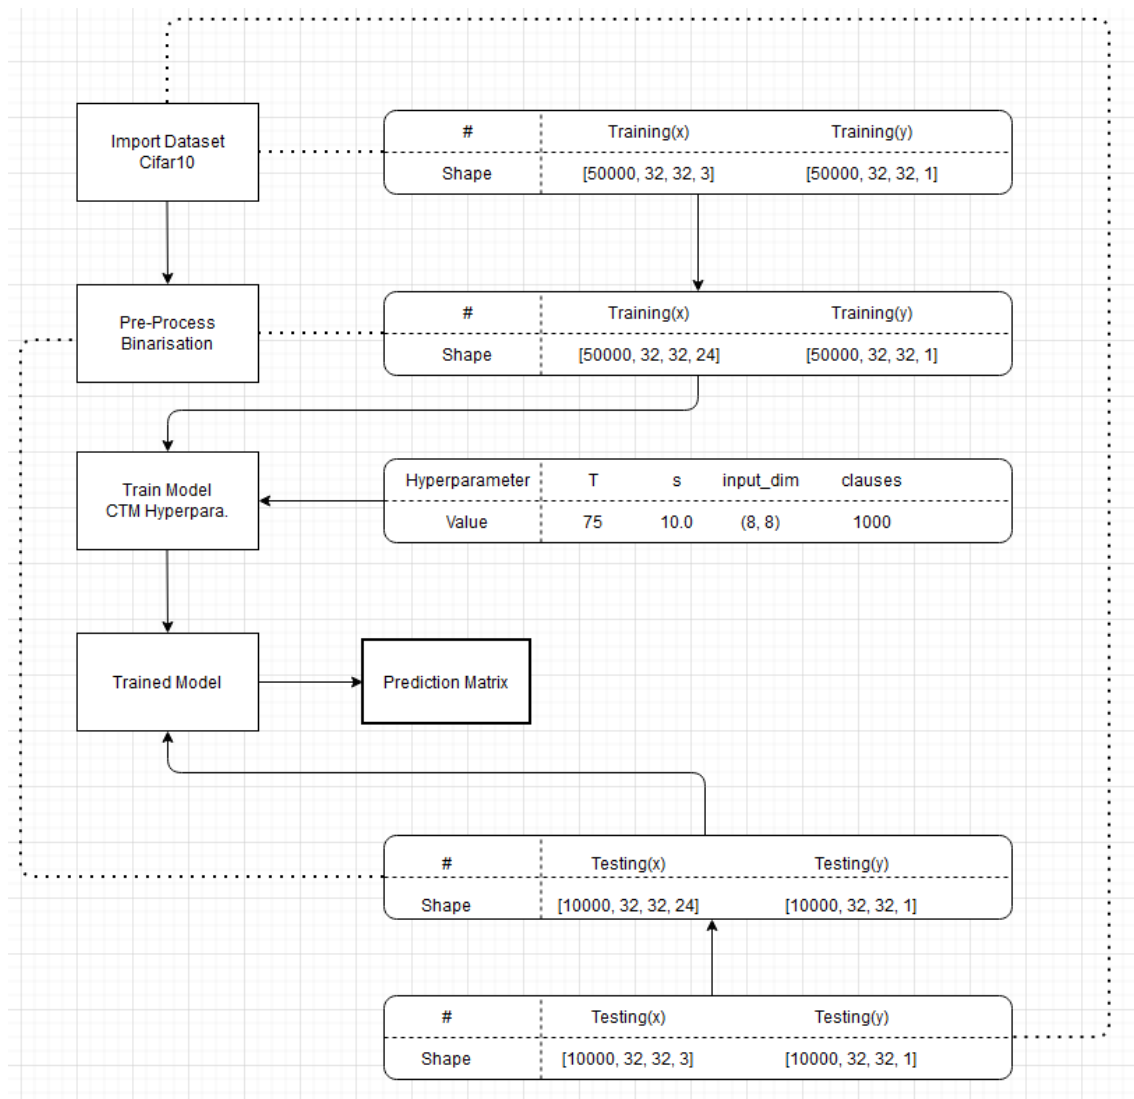 Import Dataset
Cifar10
# Training(x) Training(y)
Shape [50000, 32, 32, 3] [50000, 32, 32, 1]
Pre-Process
Binarisation
# Training(x) Training(y)
Shape [50000, 32, 32, 24] [50000, 32, 32, 1]
Train Model
CTM Hyperpara.
Hyperparameter T s input_dim clauses
Value 75 10.0 (8, 8) 1000
Trained Model
Prediction Matrix
# Testing(x) Testing(y)
Shape [10000, 32, 32, 24] [10000, 32, 32, 1]
# Testing(x) Testing(y)
Shape [10000, 32, 32, 3] [10000, 32, 32, 1]